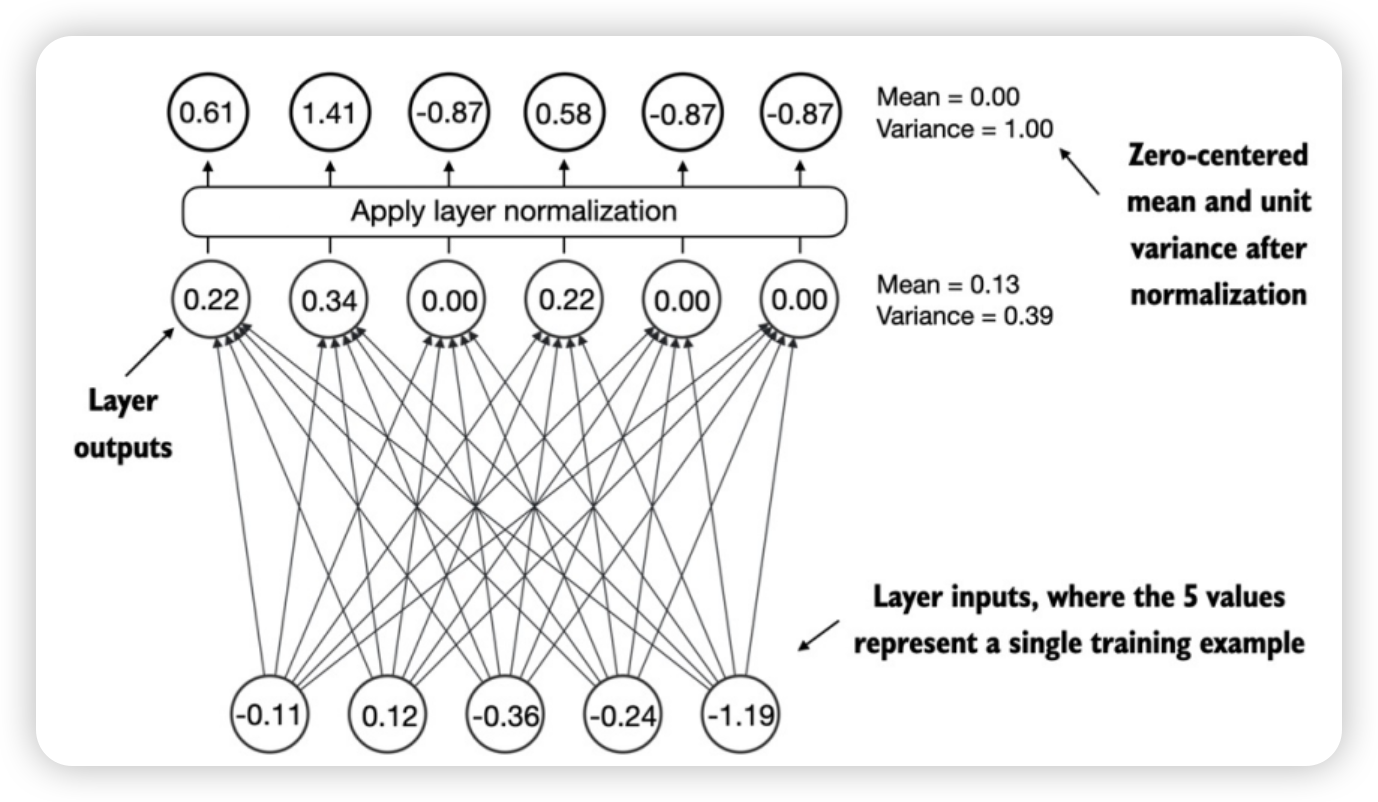 0.61 1.41 -0.87 0.58 -0.87 -0.87
Mean = 0.00
Variance = 1.00
Zero-centered
mean and unit
variance after
normalization
Apply layer normalization
0.22 0.34 0.00 0.22 0.00 0.00
Mean = 0.13
Variance = 0.39
Layer
outputs
Layer inputs, where the 5 values
represent a single training example
-0.11 0.12 -0.36 -0.24 -1.19